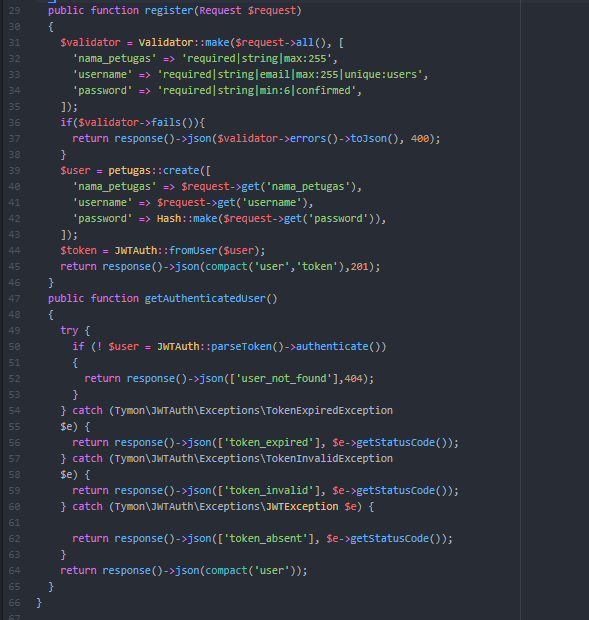 29 public function register(Request $request)
30 {
31 $validator = Validator::make($request->all(), [
32 'nama_petugas' => 'required|string|max:255',
33 'username' => 'required|string|email|max:255|unique:users',
34 'password' => 'required|string|min:6|confirmed',
35 ]);
36 if($validator->fails()){
37 return response()->json($validator->errors()->toJson(), 400);
38 }
39 $user = petugas::create([
40 'nama_petugas' => $request->get('nama_petugas'),
41 'username' => $request->get('username'),
42 'password' => Hash::make($request->get('password')),
43 ]);
44 $token = JWTAuth::fromUser($user);
45 return response()->json(compact('user','token'),201);
46 }
47 public function getAuthenticatedUser()
48 {
49 try {
50 if (! $user = JWTAuth::parseToken()->authenticate())
51 {
52 return response()->json(['user_not_found'],404);
53 }
54 } catch (Tymon\JWTAuth\Exceptions\TokenExpiredException
55 $e) {
56 return response()->json(['token_expired'], $e->getStatusCode());
57 } catch (Tymon\JWTAuth\Exceptions\TokenInvalidException
58 $e) {
59 return response()->json(['token_invalid'], $e->getStatusCode());
60 } catch (Tymon\JWTAuth\Exceptions\JWTException $e) {
61
62 return response()->json(['token_absent'], $e->getStatusCode());
63 }
64 return response()->json(compact('user'));
65 }
66 }
67